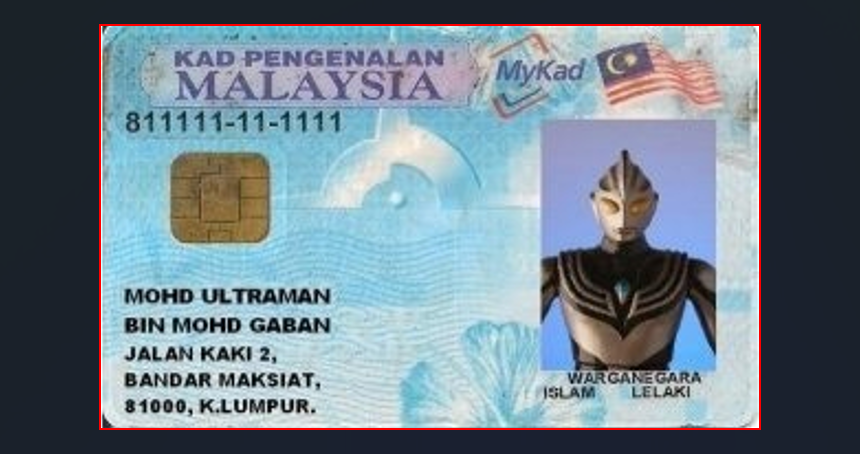 KAD PENGENALAN
MALAYSIA
MyKad
811111-11-1111
MOHD ULTRAMAN
BIN MOHD GABAN
JALAN KAKI 2,
BANDAR MAKSIAT,
81000, K.LUMPUR.
WARGANEGARA
ISLAM LELAKI